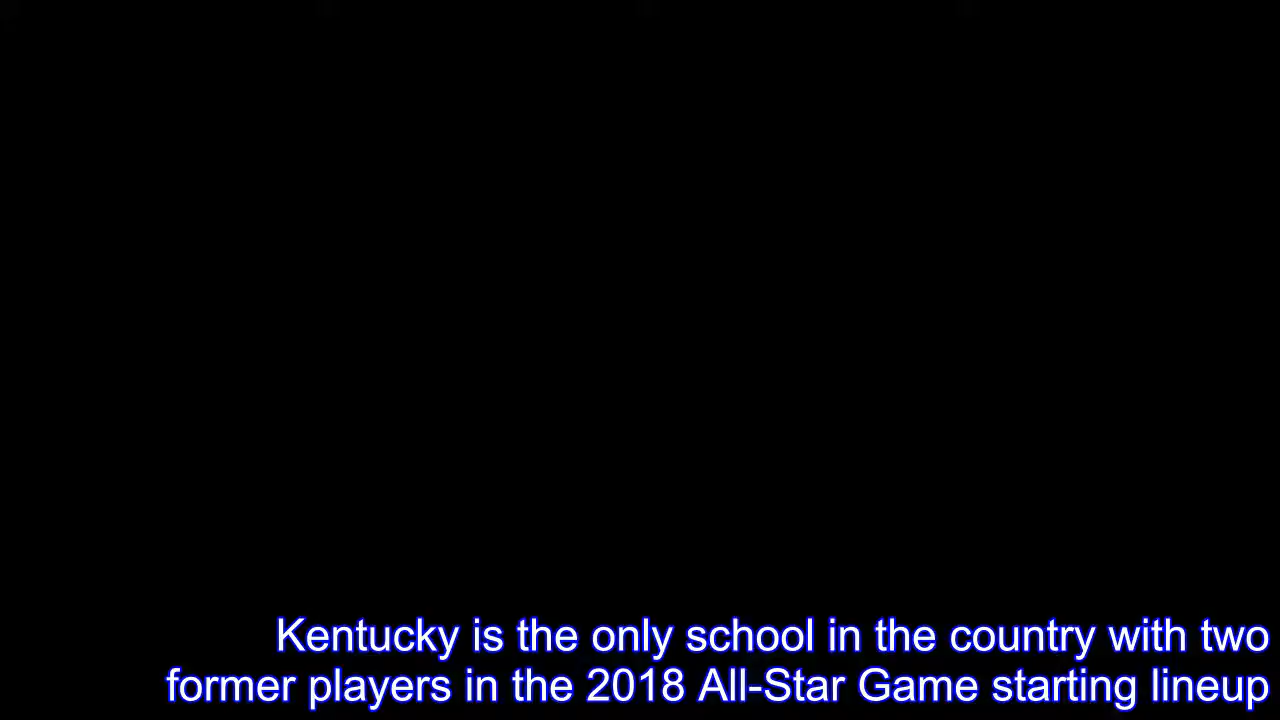 Kentucky is the only school in the country with two
former players in the 2018 All-Star Game starting lineup